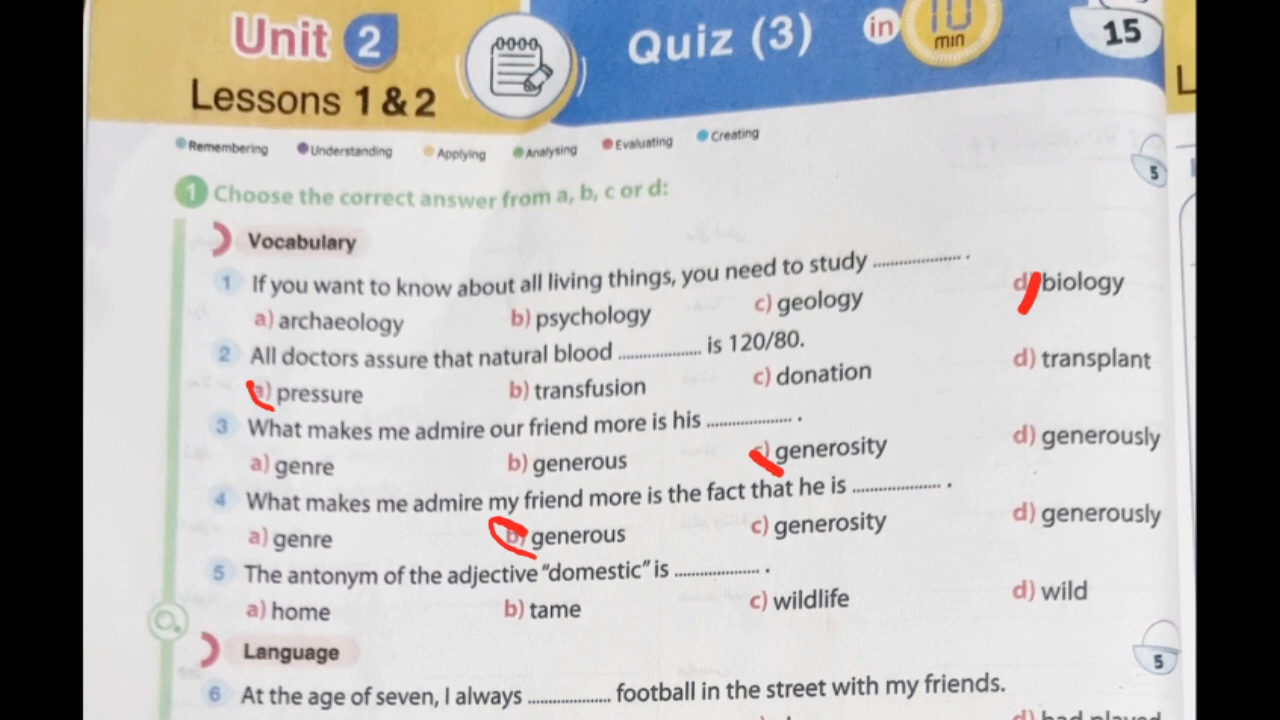 Unit 2
Quiz (3)
in
10
min
15
Lessons 1 & 2
L
Remembering Understanding Applying Analysing Evaluating Creating
5
1 Choose the correct answer from a, b, c or d:
Vocabulary
1 If you want to know about all living things, you need to study .................... .
a) archaeology b) psychology c) geology d) biology
2 All doctors assure that natural blood .................... is 120/80.
a) pressure b) transfusion c) donation d) transplant
3 What makes me admire our friend more is his .................... .
a) genre b) generous c) generosity d) generously
4 What makes me admire my friend more is the fact that he is .................... .
a) genre b) generous c) generosity d) generously
5 The antonym of the adjective "domestic" is .................... .
a) home b) tame c) wildlife d) wild
Language
5
6 At the age of seven, I always .................... football in the street with my friends.
d) had played